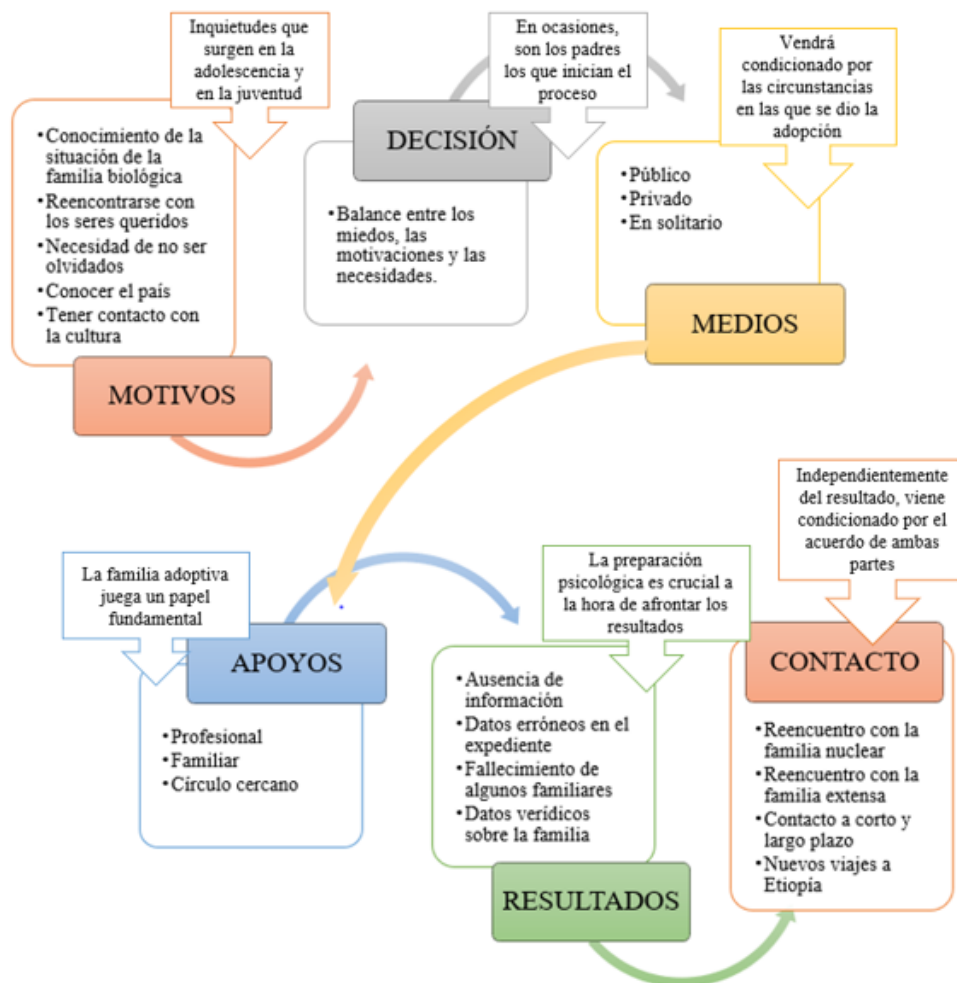 Inquietudes que
surgen en la
adolescencia y
en la juventud
• Conocimiento de la
situación de la
familia biológica
• Reencontrarse con
los seres queridos
• Necesidad de no ser
olvidados
• Conocer el país
• Tener contacto con
la cultura
MOTIVOS
En ocasiones,
son los padres
los que inician el
proceso
DECISIÓN
• Balance entre los
miedos, las
motivaciones y las
necesidades.
Vendrá
condicionado por
las circunstancias
en las que se dio la
adopción
• Público
• Privado
• En solitario
MEDIOS
La familia adoptiva
juega un papel
fundamental
APOYOS
• Profesional
• Familiar
• Círculo cercano
La preparación
psicológica es crucial a
la hora de afrontar los
resultados
• Ausencia de
información
• Datos erróneos en el
expediente
• Fallecimiento de
algunos familiares
• Datos verídicos
sobre la familia
RESULTADOS
Independientemente
del resultado, viene
condicionado por el
acuerdo de ambas
partes
CONTACTO
• Reencuentro con la
familia nuclear
• Reencuentro con la
familia extensa
• Contacto a corto y
largo plazo
• Nuevos viajes a
Etiopía